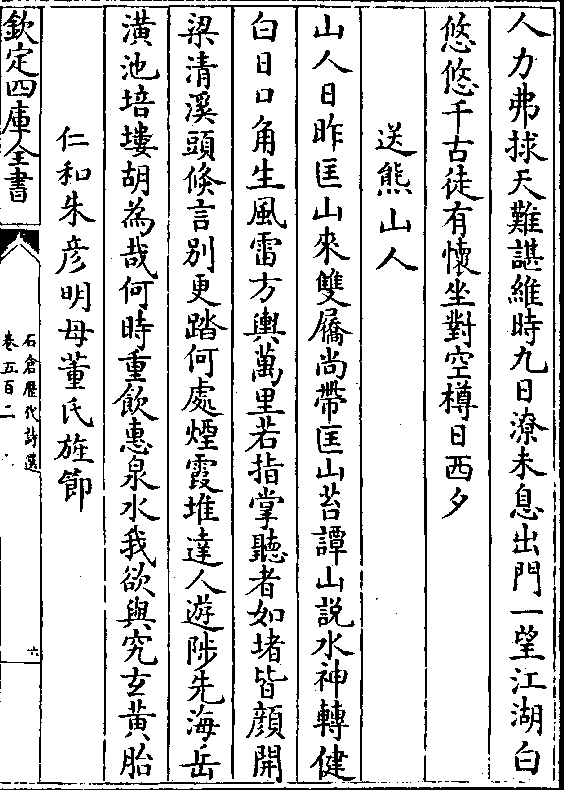 人力弗捄天難諶維時九日潦未息出門一望江湖白
悠悠千古徒有懷坐對空樽日西夕
送熊山人
山人日昨匡山來雙屩尚帶匡山苔譚山説水神轉健
白日口角生風雷方輿萬里若指掌聽者如堵皆顔開
梁清溪頭倐言別更踏何處煙霞堆達人遊陟先海岳
潢池培塿胡為哉何時重飲惠泉水我欲與究玄黃胎
仁和朱彦明母董氏旌節
欽定四庫全書
石倉歷代詩選
卷五百二
六